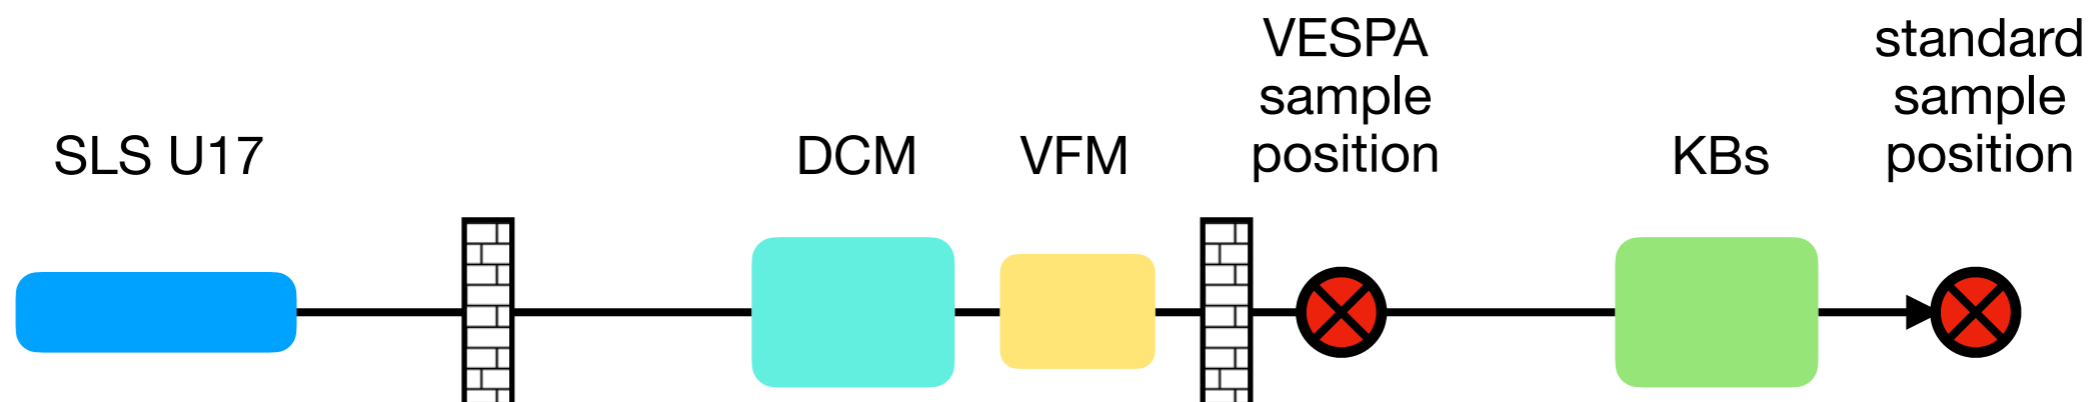 SLS U17
DCM
VFM
VESPA
sample
position
KBs
standard
sample
position